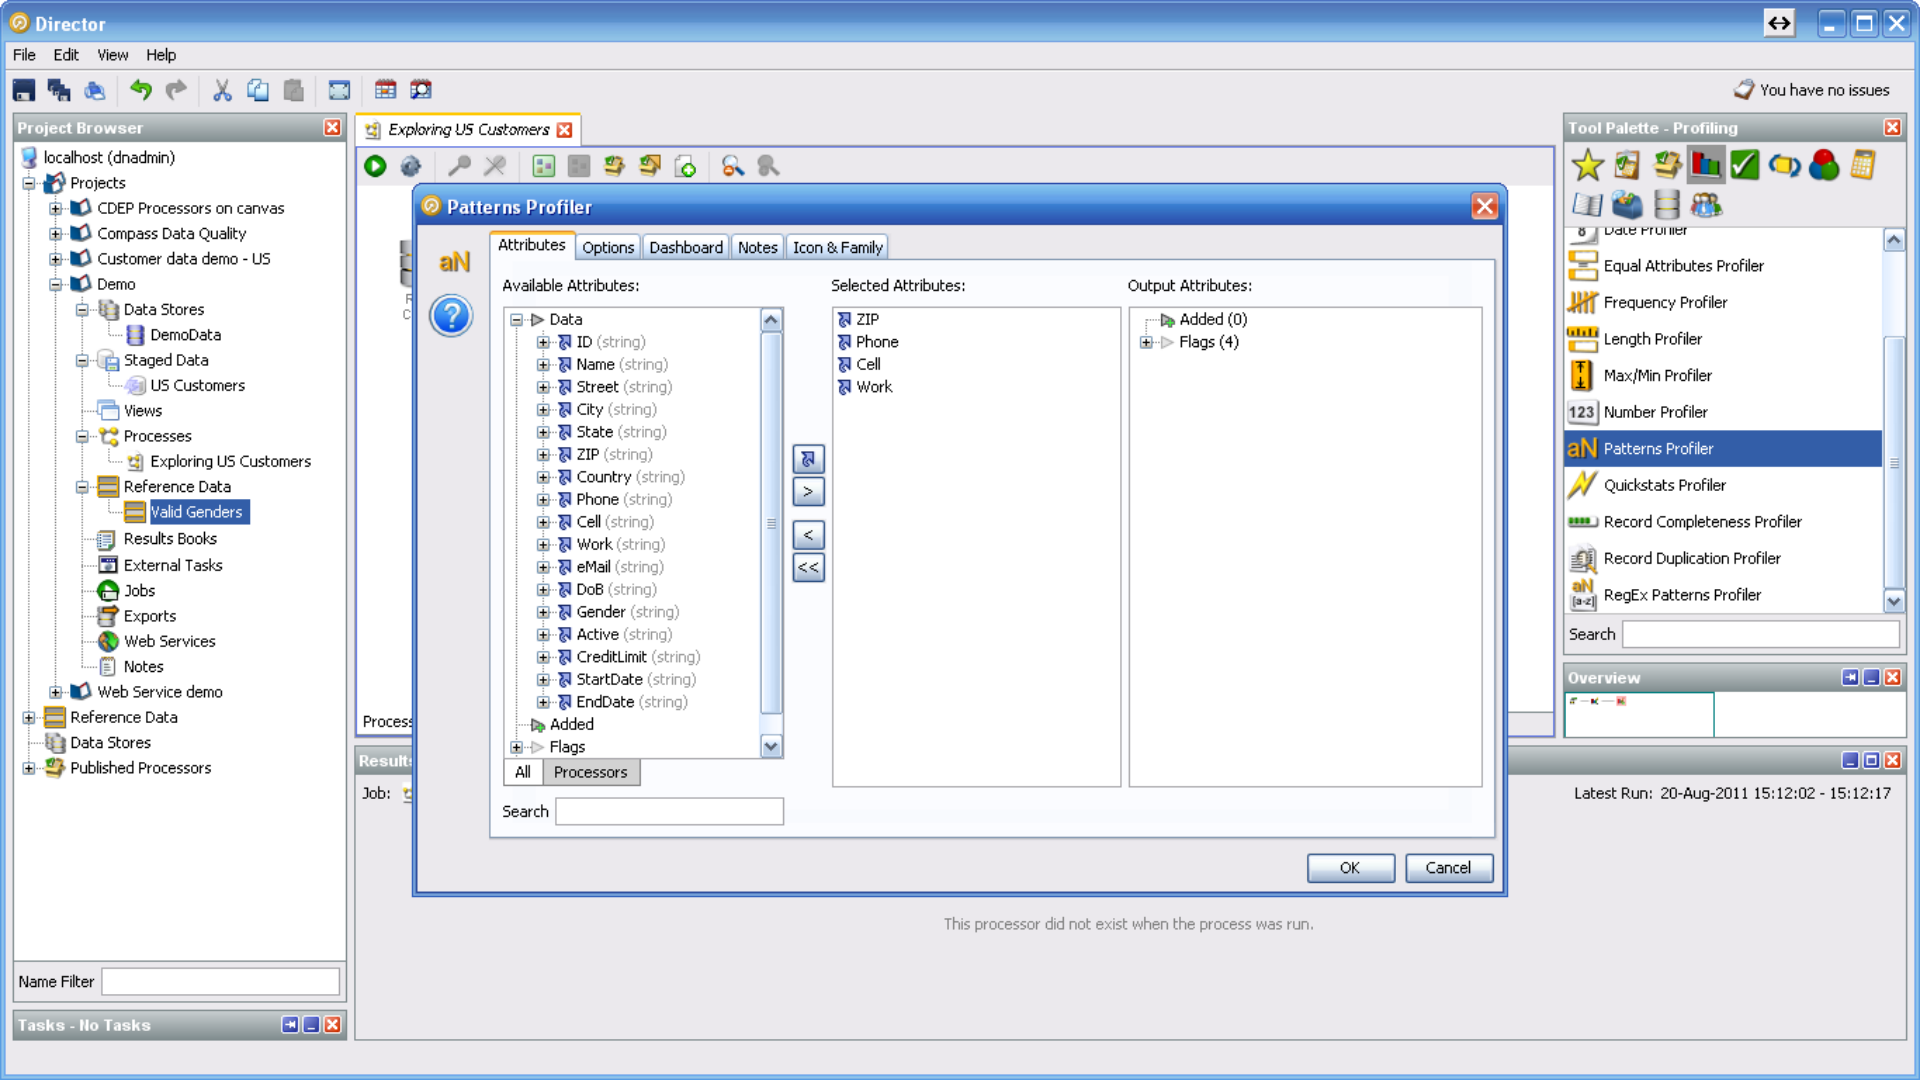 Director
File Edit View Help
You have no issues
Project Browser
localhost (dnadmin)
Projects
CDEP Processors on canvas
Compass Data Quality
Customer data demo - US
Demo
Data Stores
DemoData
Staged Data
US Customers
Views
Processes
Exploring US Customers
Reference Data
Valid Genders
Results Books
External Tasks
Jobs
Exports
Web Services
Notes
Web Service demo
Reference Data
Data Stores
Published Processors
Name Filter
Tasks - No Tasks
Exploring US Customers
Process
Patterns Profiler
aN
Attributes Options Dashboard Notes Icon & Family
Available Attributes:
Data
ID (string)
Name (string)
Street (string)
City (string)
State (string)
ZIP (string)
Country (string)
Phone (string)
Cell (string)
Work (string)
eMail (string)
DoB (string)
Gender (string)
Active (string)
CreditLimit (string)
StartDate (string)
EndDate (string)
Added
Flags
All Processors
Search
>
<
<<
Selected Attributes:
ZIP
Phone
Cell
Work
Output Attributes:
Added (0)
Flags (4)
OK Cancel
Results
Job:
Latest Run: 20-Aug-2011 15:12:02 - 15:12:17
This processor did not exist when the process was run.
Tool Palette - Profiling
Date Profiler
Equal Attributes Profiler
Frequency Profiler
Length Profiler
Max/Min Profiler
123 Number Profiler
aN Patterns Profiler
Quickstats Profiler
Record Completeness Profiler
Record Duplication Profiler
aN [a-z] RegEx Patterns Profiler
Search
Overview